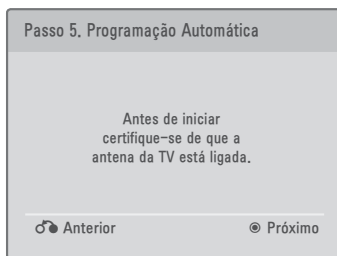 Passo 5. Programação Automática
Antes de iniciar
certifique-se de que a
antena da TV está ligada.
Anterior
Próximo